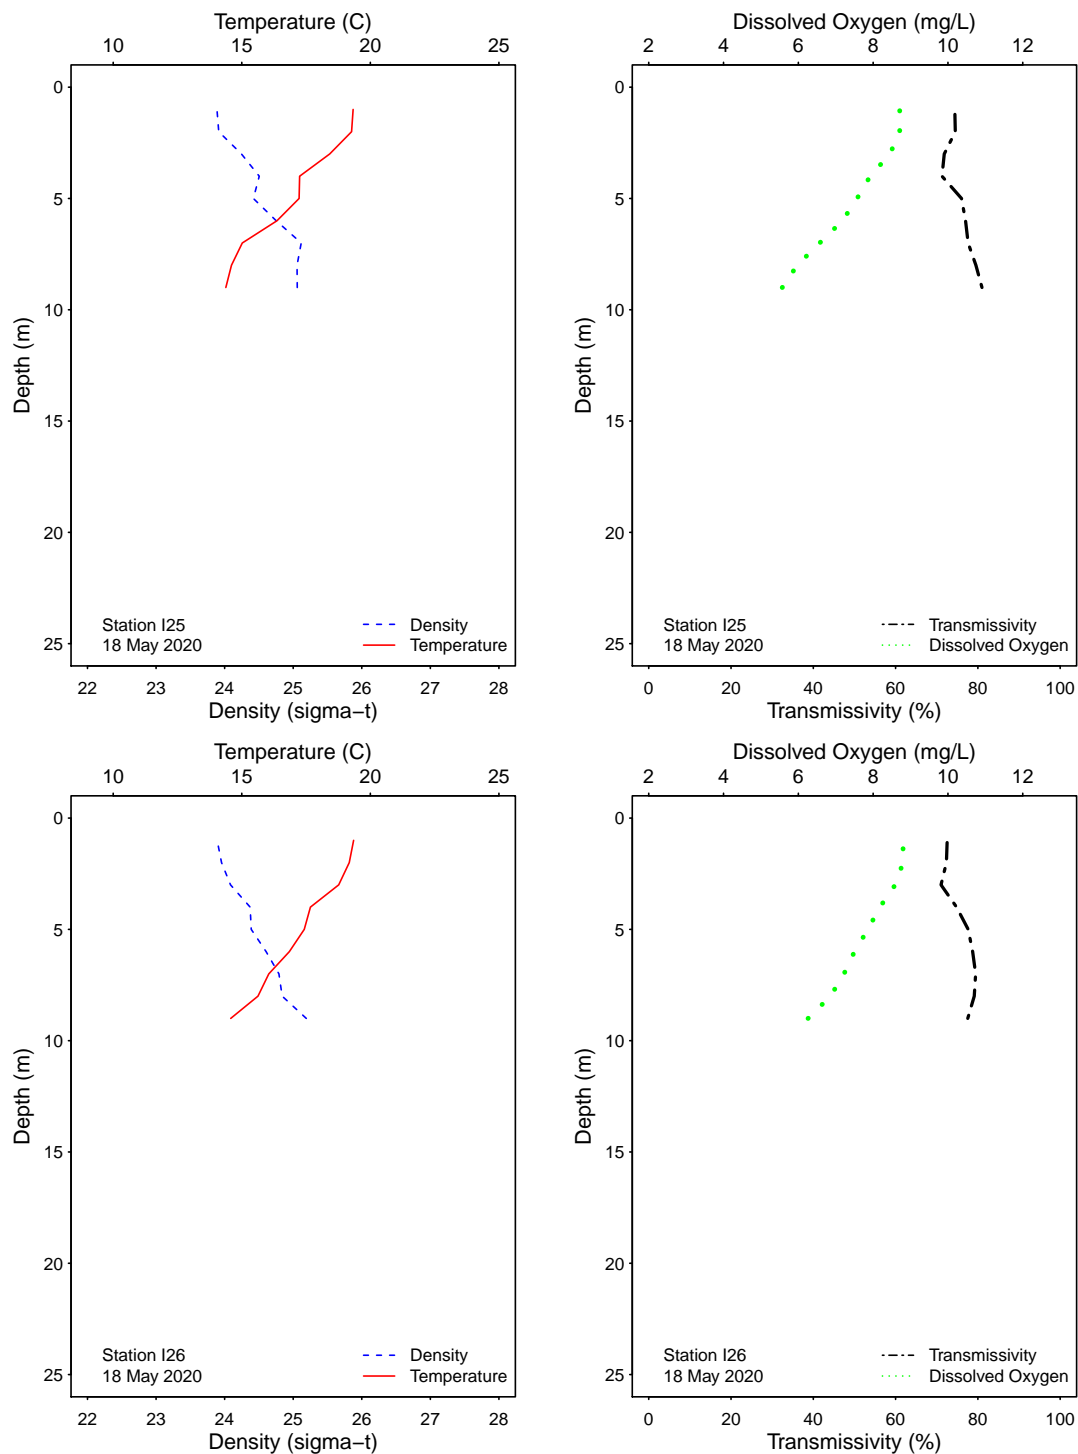 Temperature (C)
10 15 20 25
0
5
10
15
20
25
Depth (m)
Station I25
18 May 2020
Density
Temperature
22 23 24 25 26 27 28
Density (sigma−t)
Dissolved Oxygen (mg/L)
2 4 6 8 10 12
0
5
10
15
20
25
Depth (m)
Station I25
18 May 2020
Transmissivity
Dissolved Oxygen
0 20 40 60 80 100
Transmissivity (%)
Temperature (C)
10 15 20 25
0
5
10
15
20
25
Depth (m)
Station I26
18 May 2020
Density
Temperature
22 23 24 25 26 27 28
Density (sigma−t)
Dissolved Oxygen (mg/L)
2 4 6 8 10 12
0
5
10
15
20
25
Depth (m)
Station I26
18 May 2020
Transmissivity
Dissolved Oxygen
0 20 40 60 80 100
Transmissivity (%)